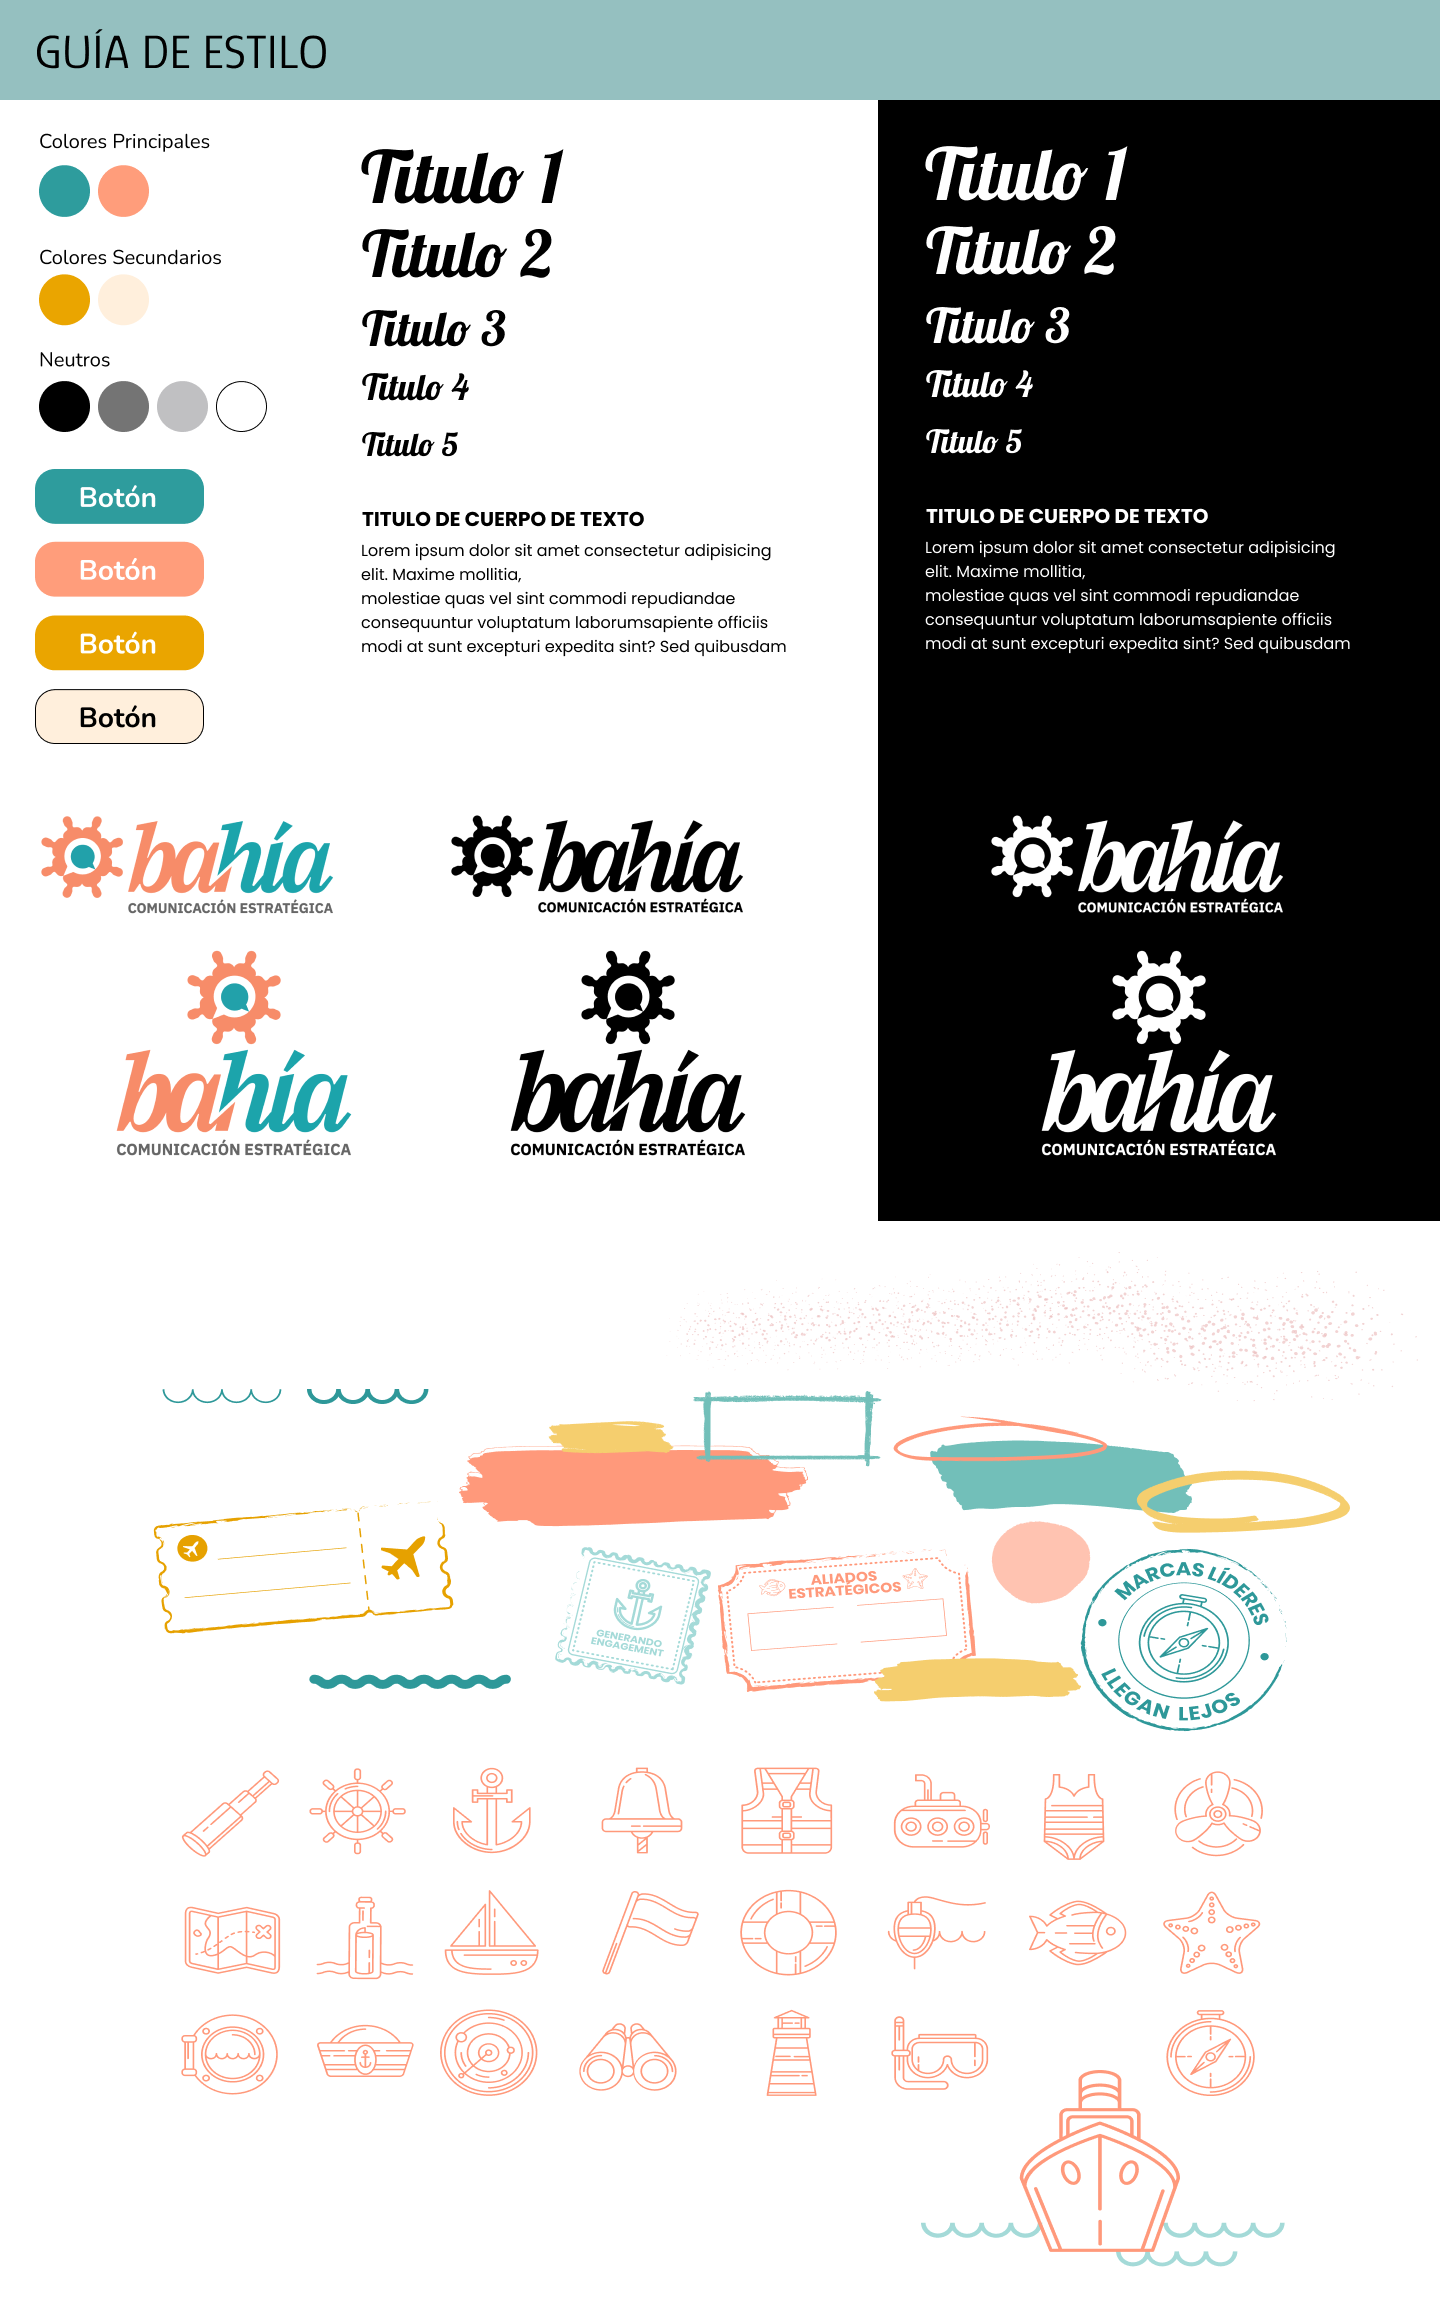 GUÍA DE ESTILO
Colores Principales
Colores Secundarios
Neutros
Botón
Botón
Botón
Botón
Titulo 1
Titulo 2
Titulo 3
Titulo 4
Titulo 5
TITULO DE CUERPO DE TEXTO
Lorem ipsum dolor sit amet consectetur adipisicing
elit. Maxime mollitia,
molestiae quas vel sint commodi repudiandae
consequuntur voluptatum laborumsapiente officiis
modi at sunt excepturi expedita sint? Sed quibusdam
Titulo 1
Titulo 2
Titulo 3
Titulo 4
Titulo 5
TITULO DE CUERPO DE TEXTO
Lorem ipsum dolor sit amet consectetur adipisicing
elit. Maxime mollitia,
molestiae quas vel sint commodi repudiandae
consequuntur voluptatum laborumsapiente officiis
modi at sunt excepturi expedita sint? Sed quibusdam
bahía
COMUNICACIÓN ESTRATÉGICA
bahía
COMUNICACIÓN ESTRATÉGICA
bahía
COMUNICACIÓN ESTRATÉGICA
bahía
COMUNICACIÓN ESTRATÉGICA
bahía
COMUNICACIÓN ESTRATÉGICA
bahía
COMUNICACIÓN ESTRATÉGICA
GENERANDO
ENGAGEMENT
ALIADOS
ESTRATÉGICOS
MARCAS LÍDERES
LLEGAN LEJOS